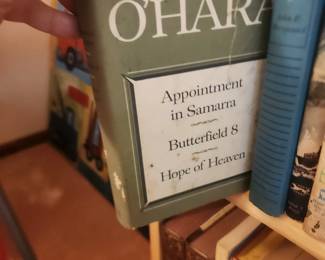 O'HARA
Appointment
in Samarra
Butterfield 8
Hope of Heaven